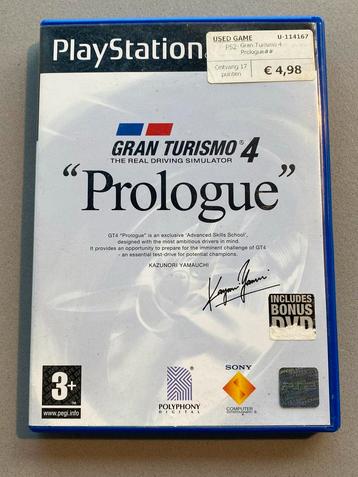 PlayStation
USED GAME U-114167
PS2: Gran Turismo 4
Prologue##
Ontvang 17
punten
€ 4,98
GRAN TURISMO® 4
THE REAL DRIVING SIMULATOR
“Prologue”
GT4 "Prologue" is an exclusive 'Advanced Skills School',
designed with the most ambitious drivers in mind.
It provides an opportunity to prepare for the imminent challenge of GT4
- an essential test-drive for potential champions.
KAZUNORI YAMAUCHI
INCLUDES
BONUS
DVD
3+
www.pegi.info
POLYPHONY
DIGITAL
SONY
COMPUTER
ENTERTAINMENT®
PS2